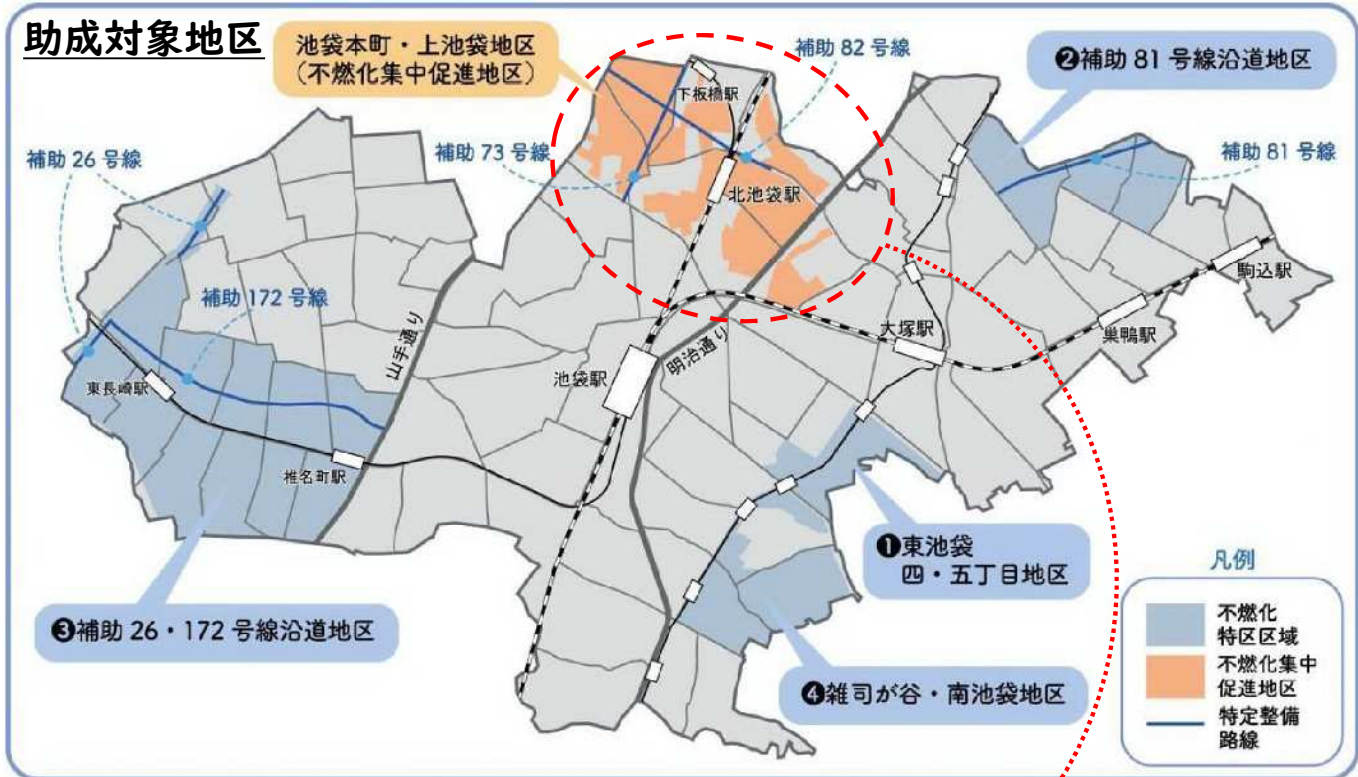 助成対象地区
池袋本町・上池袋地区
（不燃化集中促進地区）
補助 82 号線
❷補助 81 号線沿道地区
下板橋駅
補助 26 号線
補助 73 号線
補助 81 号線
北池袋駅
駒込駅
補助 172 号線
山手通り
大塚駅
巣鴨駅
明治通り
池袋駅
東長崎駅
椎名町駅
❶東池袋
四・五丁目地区
凡例
不燃化
特区区域
不燃化集中
促進地区
特定整備
路線
❸補助 26・172 号線沿道地区
❹雑司が谷・南池袋地区